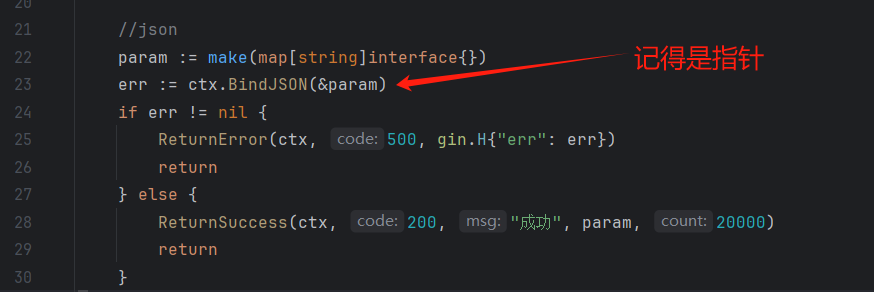 20
21 //json
22 param := make(map[string]interface{})
23 err := ctx.BindJSON(&param) 记得是指针
24 if err != nil {
25 ReturnError(ctx, code: 500, gin.H{"err": err})
26 return
27 } else {
28 ReturnSuccess(ctx, code: 200, msg: "成功", param, count: 20000)
29 return
30 }